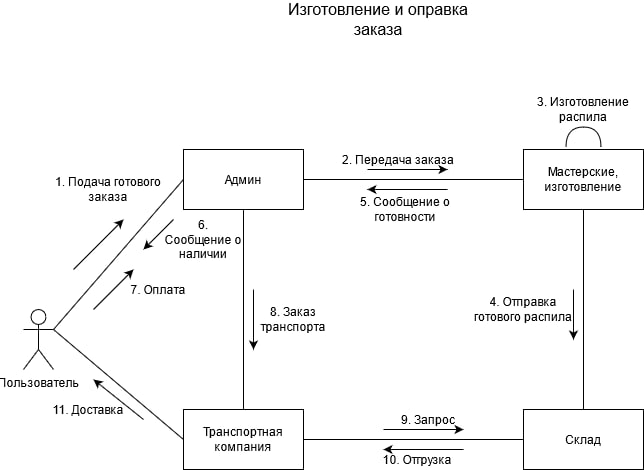 Изготовление и оправка
заказа
3. Изготовление
распила
Админ
2. Передача заказа
Мастерские,
изготовление
1. Подача готового
заказа
5. Сообщение о
готовности
6.
Сообщение о
наличии
7. Оплата
8. Заказ
транспорта
4. Отправка
готового распила
Пользователь
11. Доставка
Транспортная
компания
9. Запрос
10. Отгрузка
Склад